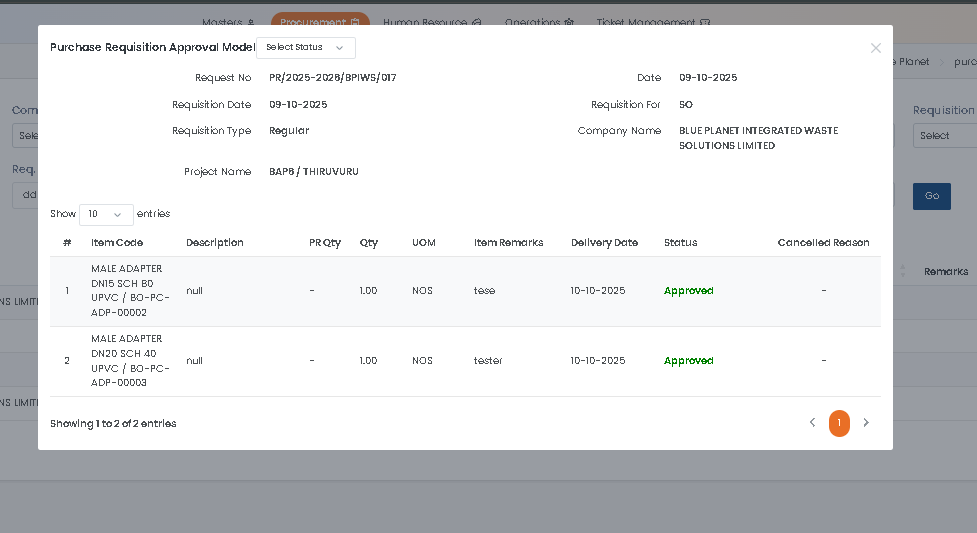 Masters Procurement Human Resource Operations Ticket Management
Purchase Requisition Approval Model Select Status
e Planet purc
Request No PR/2025-2026/BPIWS/017 Date 09-10-2025
Com Requisition Date 09-10-2025 Requisition For SO Requisition
Sele Requisition Type Regular Company Name BLUE PLANET INTEGRATED WASTE Select
SOLUTIONS LIMITED
Req. Project Name BAP6 / THIRUVURU
dd Go
Show 10 entries
# Item Code Description PR Qty Qty UOM Item Remarks Delivery Date Status Cancelled Reason
Remarks
MALE ADAPTER
DN15 SCH 80
1 null - 1.00 NOS tese 10-10-2025 Approved -
UPVC / BO-PC-
NS LIMIT
ADP-00002
MALE ADAPTER
DN20 SCH 40
2 null - 1.00 NOS tester 10-10-2025 Approved -
UPVC / BO-PC-
ADP-00003
NS LIMIT
Showing 1 to 2 of 2 entries 1